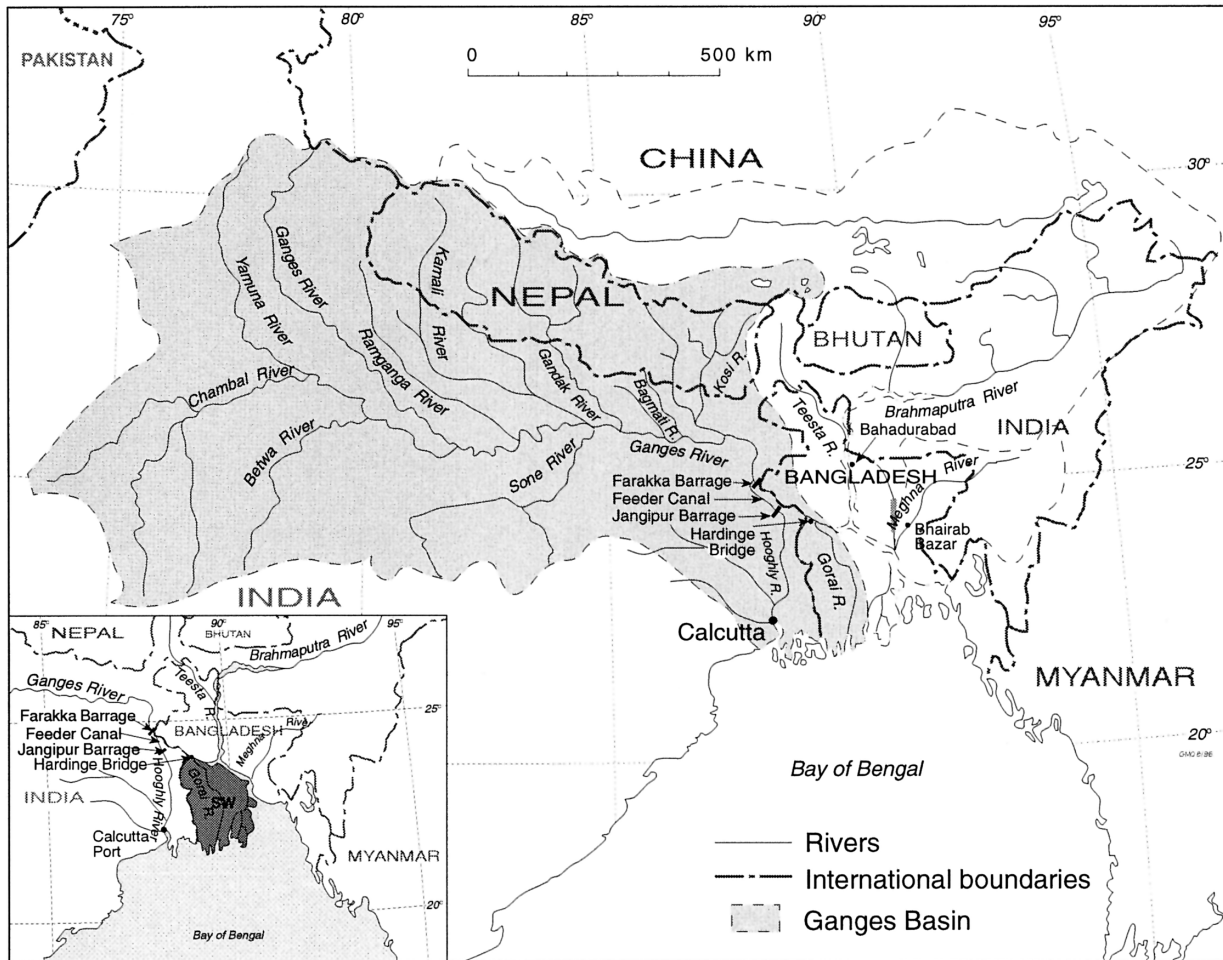 75°
80°
85°
90°
95°
PAKISTAN
0 500 km
CHINA
30°
Yamuna River
Ganges River
Karnali
River
NEPAL
Ramganga River
Gandak River
Bagmati R.
Kosi R.
BHUTAN
Chambal River
Betwa River
Sone River
Ganges River
Teesta R.
Brahmaputra River
Bahadurabad
INDIA
25°
BANGLADESH
Farakka Barrage
Feeder Canal
Jangipur Barrage
Hardinge
Bridge
Meghna River
Bhairab
Bazar
Hooghly R.
Gorai R.
INDIA
Calcutta
MYANMAR
20°
GMG 6/96
Bay of Bengal
Rivers
International boundaries
Ganges Basin
85°
90°
95°
NEPAL
BHUTAN
Brahmaputra River
Ganges River
Teesta R.
25°
Farakka Barrage
Feeder Canal
Jangipur Barrage
Hardinge Bridge
BANGLADESH
Meghna River
INDIA
Hooghly River
Gorai R.
SW
Calcutta
Port
MYANMAR
20°
Bay of Bengal